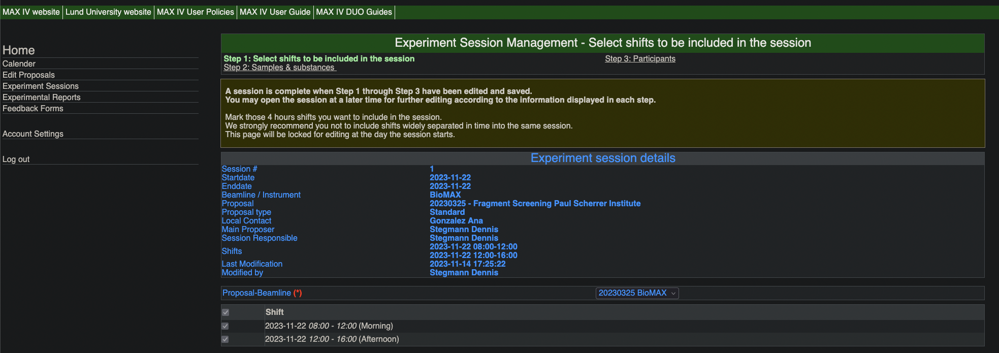 MAX IV website
Lund University website
MAX IV User Policies
MAX IV User Guide
MAX IV DUO Guides
Home
Calender
Edit Proposals
Experiment Sessions
Experimental Reports
Feedback Forms
Account Settings
Log out
Experiment Session Management - Select shifts to be included in the session
Step 1: Select shifts to be included in the session
Step 2: Samples & substances
Step 3: Participants
A session is complete when Step 1 through Step 3 have been edited and saved.
You may open the session at a later time for further editing according to the information displayed in each step.
Mark those 4 hours shifts you want to include in the session.
We strongly recommend you not to include shifts widely separated in time into the same session.
This page will be locked for editing at the day the session starts.
Experiment session details
Session # 1
Startdate 2023-11-22
Enddate 2023-11-22
Beamline / Instrument BioMAX
Proposal 20230325 - Fragment Screening Paul Scherrer Institute
Proposal type Standard
Local Contact Gonzalez Ana
Main Proposer Stegmann Dennis
Session Responsible Stegmann Dennis
Shifts 2023-11-22 08:00-12:00
2023-11-22 12:00-16:00
Last Modification 2023-11-14 17:25:22
Modified by Stegmann Dennis
Proposal-Beamline (*) 20230325 BioMAX
Shift
2023-11-22 08:00 - 12:00 (Morning)
2023-11-22 12:00 - 16:00 (Afternoon)